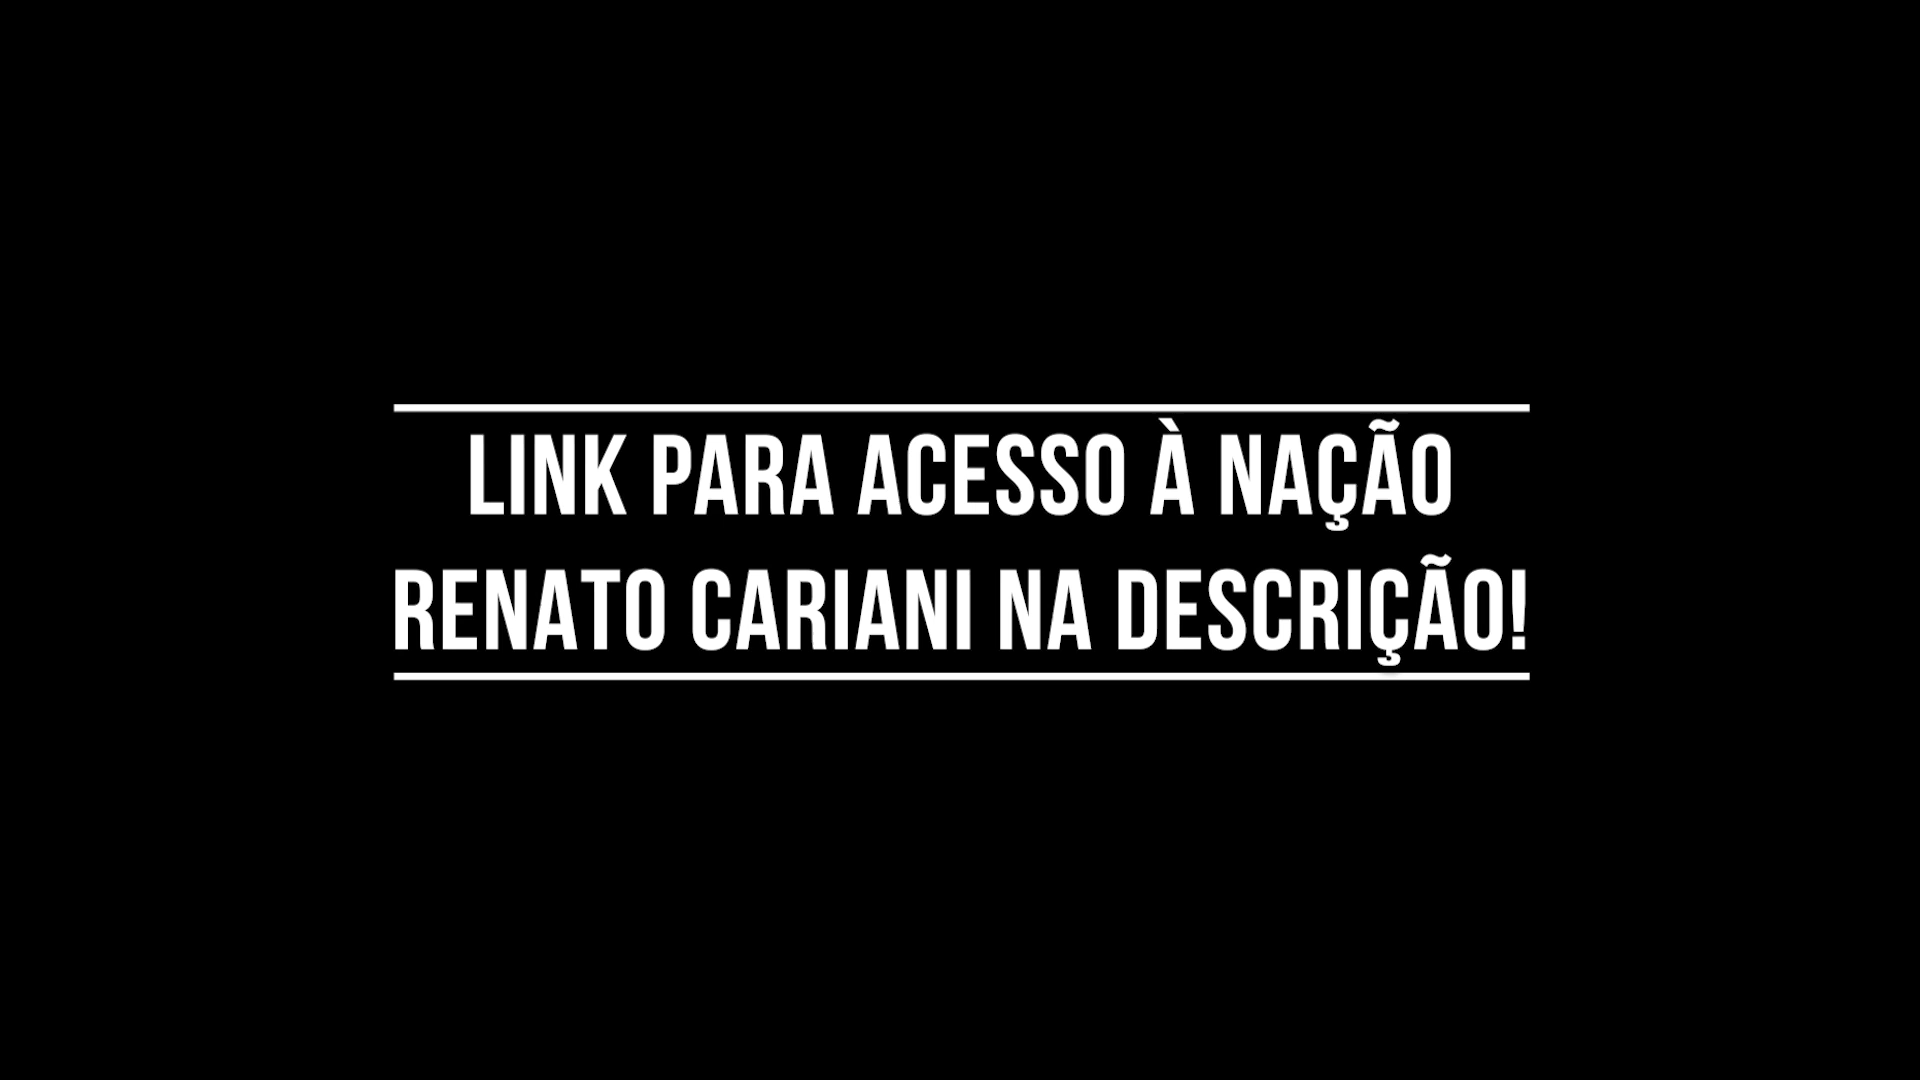 LINK PARA ACESSO À NAÇÃO
RENATO CARIANI NA DESCRIÇÃO!